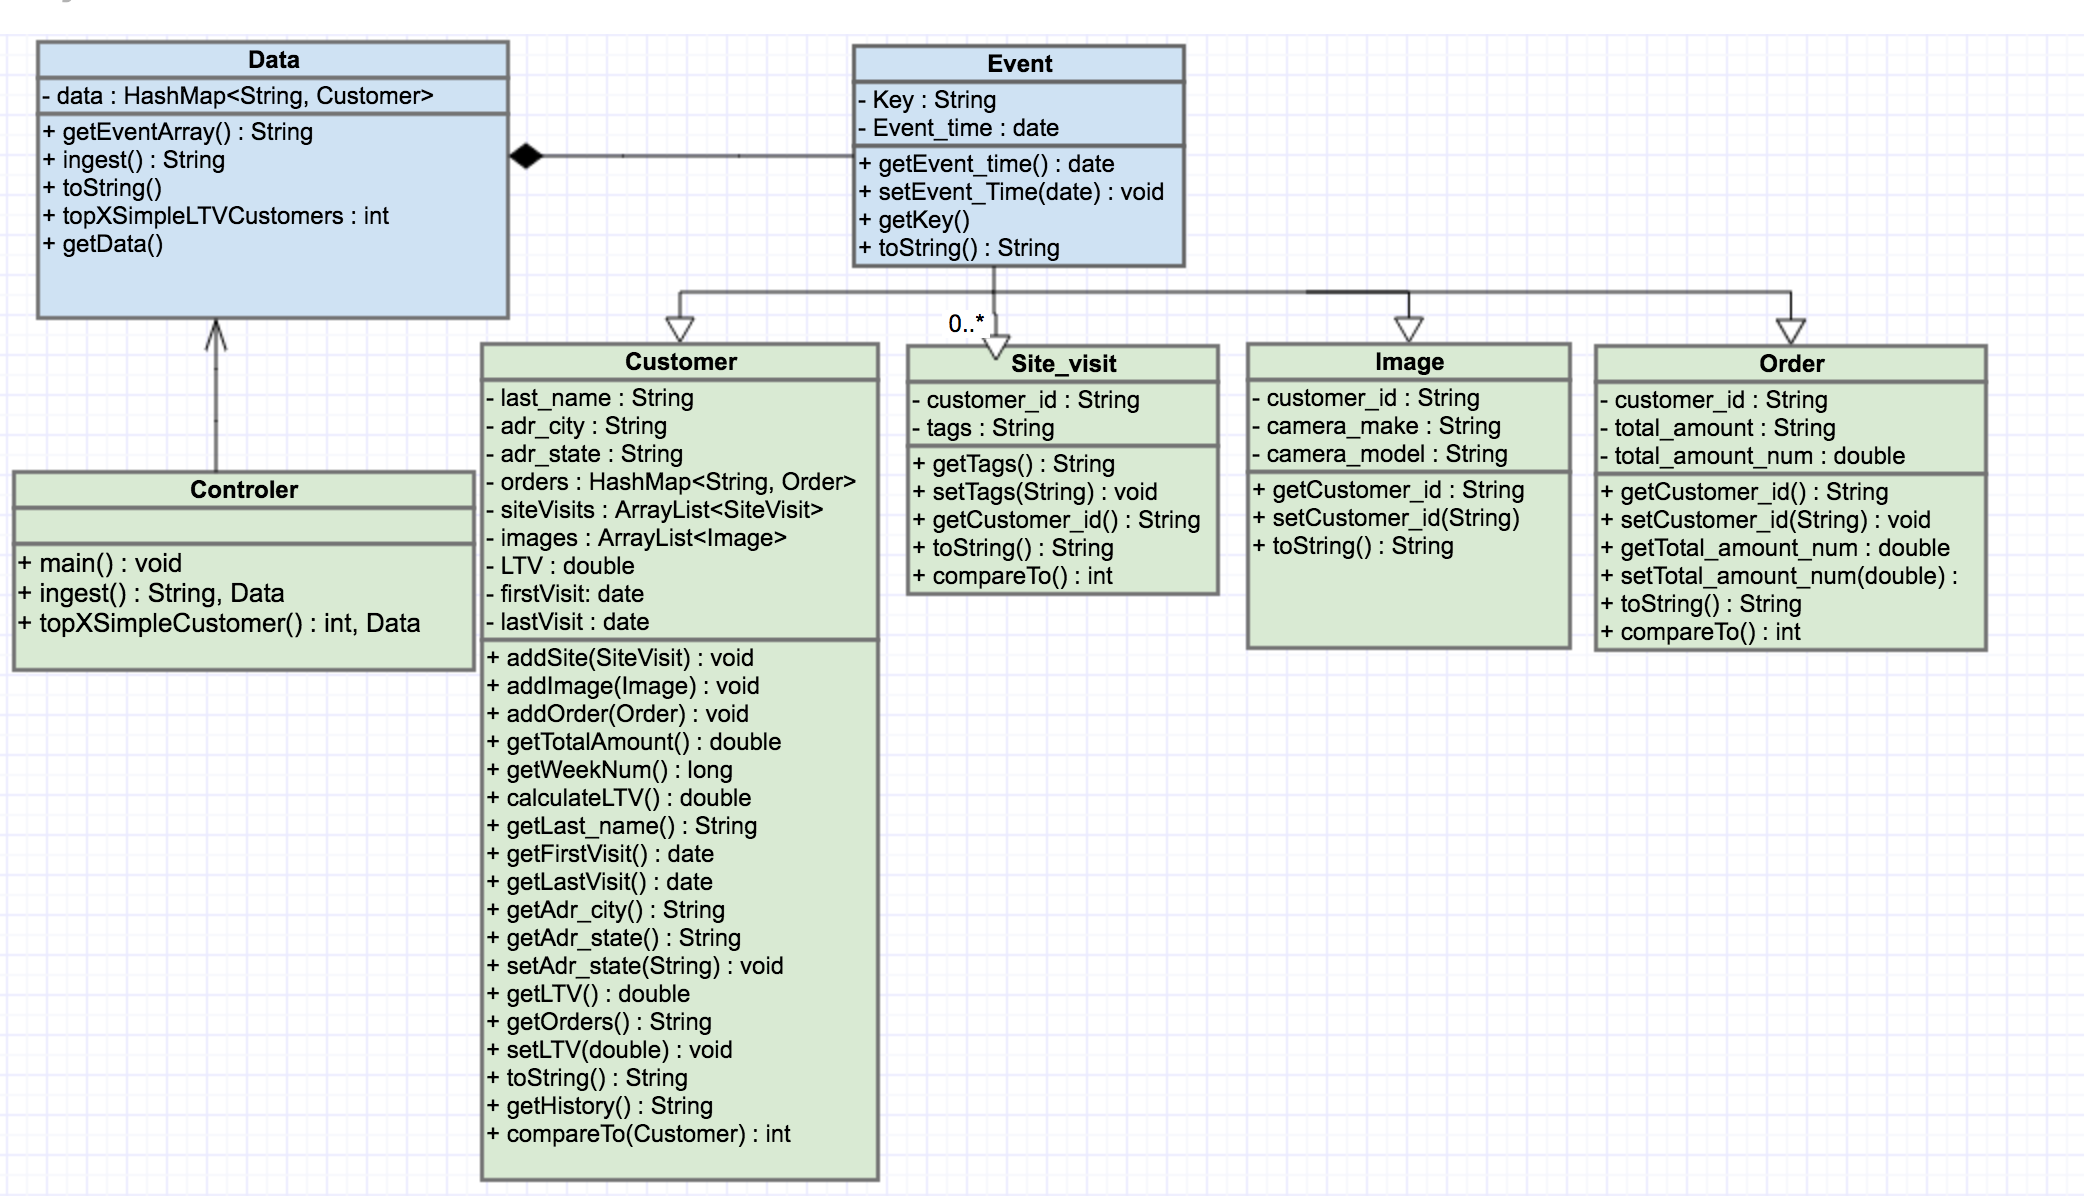 Data
- data : HashMap<String, Customer>
+ getEventArray() : String
+ ingest() : String
+ toString()
+ topXSimpleLTVCustomers : int
+ getData()
Event
- Key : String
- Event_time : date
+ getEvent_time() : date
+ setEvent_Time(date) : void
+ getKey()
+ toString() : String
0..*
Controler
+ main() : void
+ ingest() : String, Data
+ topXSimpleCustomer() : int, Data
Customer
- last_name : String
- adr_city : String
- adr_state : String
- orders : HashMap<String, Order>
- siteVisits : ArrayList<SiteVisit>
- images : ArrayList<Image>
- LTV : double
- firstVisit: date
- lastVisit : date
+ addSite(SiteVisit) : void
+ addImage(Image) : void
+ addOrder(Order) : void
+ getTotalAmount() : double
+ getWeekNum() : long
+ calculateLTV() : double
+ getLast_name() : String
+ getFirstVisit() : date
+ getLastVisit() : date
+ getAdr_city() : String
+ getAdr_state() : String
+ setAdr_state(String) : void
+ getLTV() : double
+ getOrders() : String
+ setLTV(double) : void
+ toString() : String
+ getHistory() : String
+ compareTo(Customer) : int
Site_visit
- customer_id : String
- tags : String
+ getTags() : String
+ setTags(String) : void
+ getCustomer_id() : String
+ toString() : String
+ compareTo() : int
Image
- customer_id : String
- camera_make : String
- camera_model : String
+ getCustomer_id : String
+ setCustomer_id(String)
+ toString() : String
Order
- customer_id : String
- total_amount : String
- total_amount_num : double
+ getCustomer_id() : String
+ setCustomer_id(String) : void
+ getTotal_amount_num : double
+ setTotal_amount_num(double) :
+ toString() : String
+ compareTo() : int